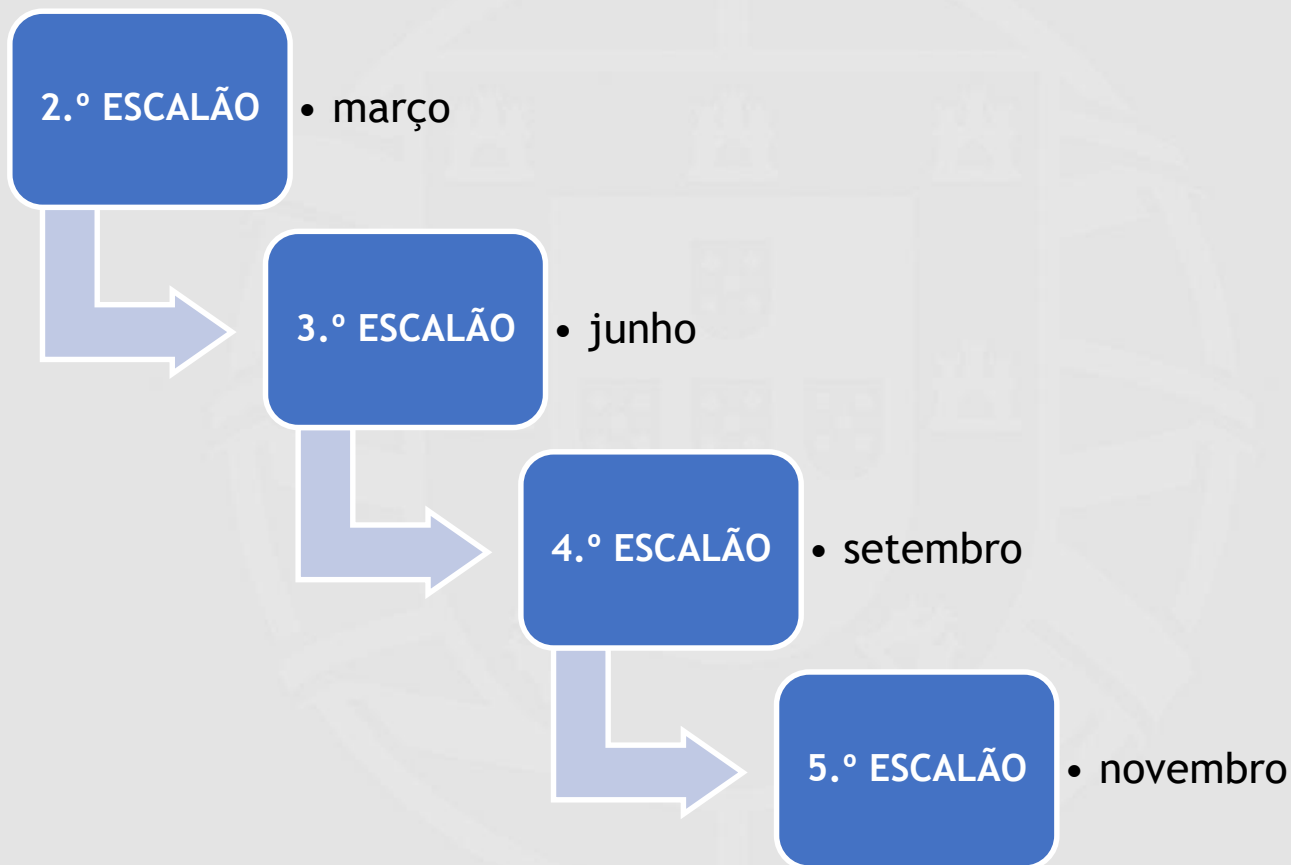 2.º ESCALÃO
• março
3.º ESCALÃO
• junho
4.º ESCALÃO
• setembro
5.º ESCALÃO
• novembro